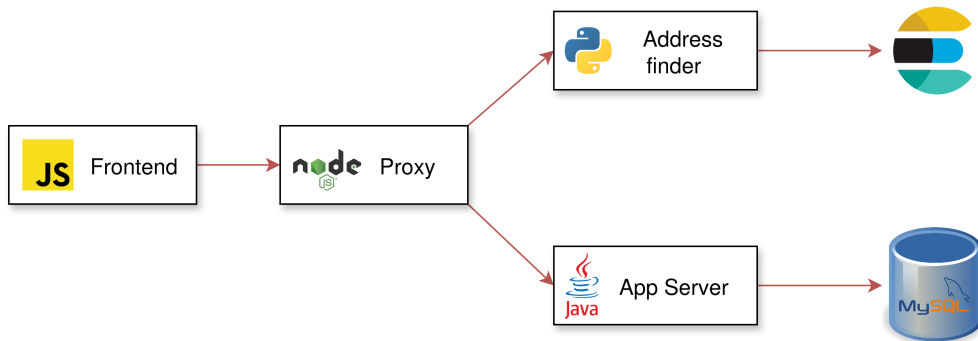 JS
Frontend
node
JS
Proxy
Address
finder
Java
App Server
MySQL